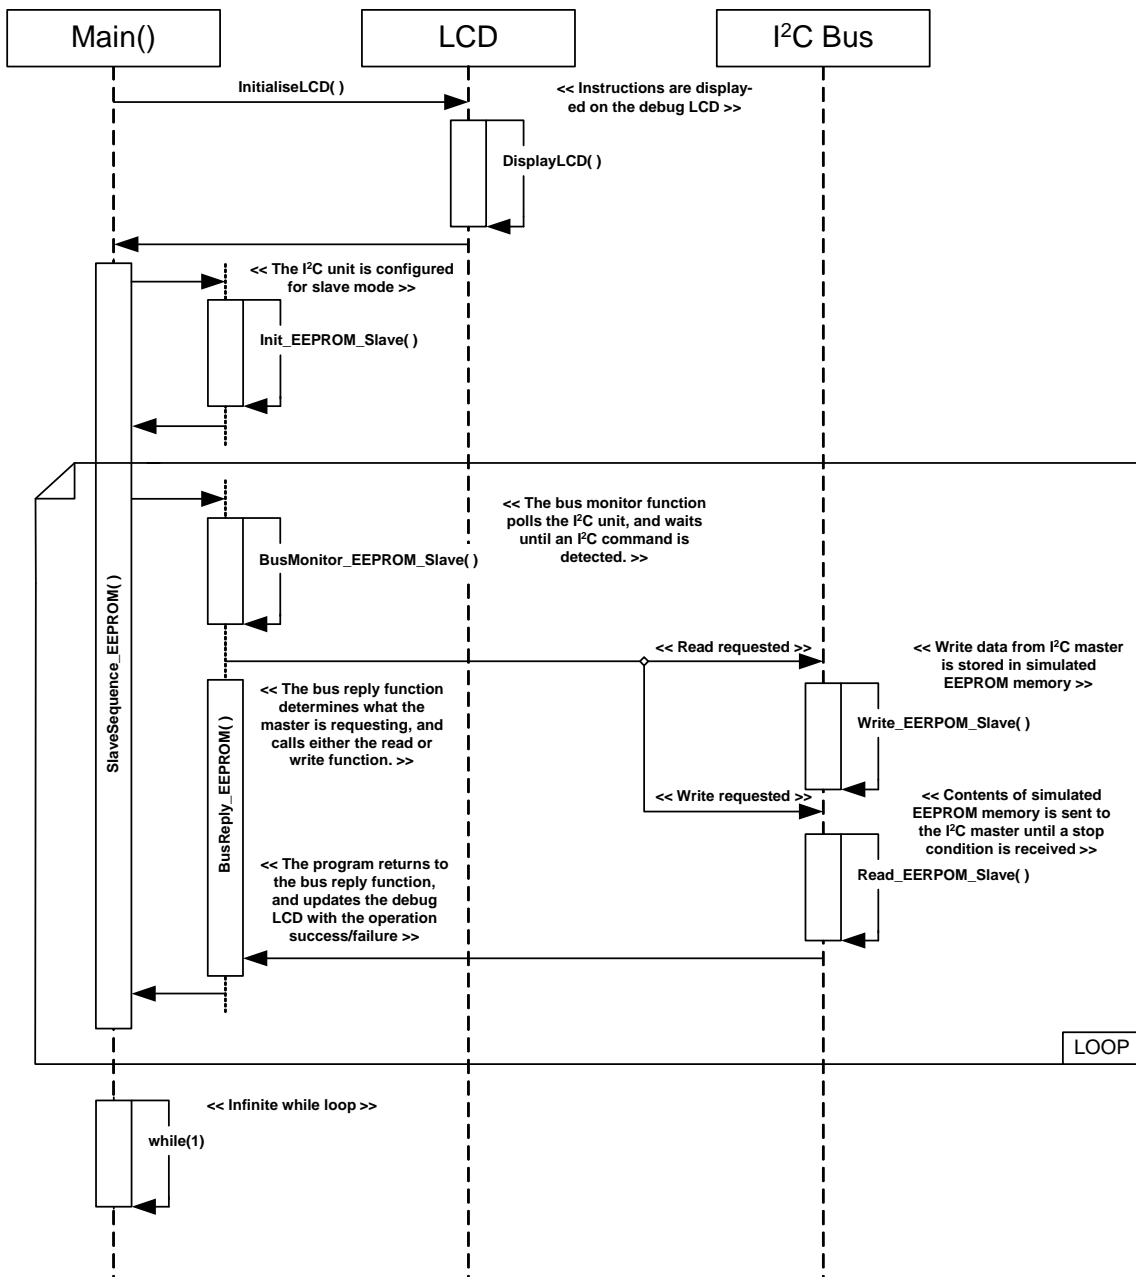 Main()
LCD
I²C Bus
InitialiseLCD( )
<< Instructions are display-
ed on the debug LCD >>
DisplayLCD( )
<< The I²C unit is configured
for slave mode >>
Init_EEPROM_Slave( )
SlaveSequence_EEPROM( )
<< The bus monitor function
polls the I²C unit, and waits
until an I²C command is
detected. >>
BusMonitor_EEPROM_Slave( )
<< Read requested >>
<< Write data from I²C master
is stored in simulated
EEPROM memory >>
BusReply_EEPROM( )
<< The bus reply function
determines what the
master is requesting, and
calls either the read or
write function. >>
Write_EERPOM_Slave( )
<< Write requested >>
<< Contents of simulated
EEPROM memory is sent to
the I²C master until a stop
condition is received >>
Read_EERPOM_Slave( )
<< The program returns to
the bus reply function,
and updates the debug
LCD with the operation
success/failure >>
LOOP
<< Infinite while loop >>
while(1)